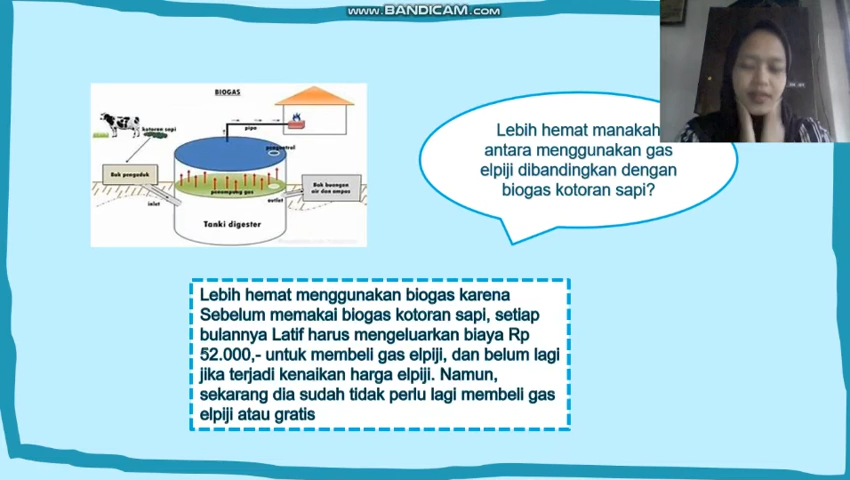 www.BANDICAM.com
BIOGAS
kotoran sapi
pipa
pengontrol
Bak pengaduk
penampung gas
Bak buangan
air dan ampas
inlet
outlet
Tanki digester
Lebih hemat manakah
antara menggunakan gas
elpiji dibandingkan dengan
biogas kotoran sapi?
Lebih hemat menggunakan biogas karena
Sebelum memakai biogas kotoran sapi, setiap
bulannya Latif harus mengeluarkan biaya Rp
52.000,- untuk membeli gas elpiji, dan belum lagi
jika terjadi kenaikan harga elpiji. Namun,
sekarang dia sudah tidak perlu lagi membeli gas
elpiji atau gratis